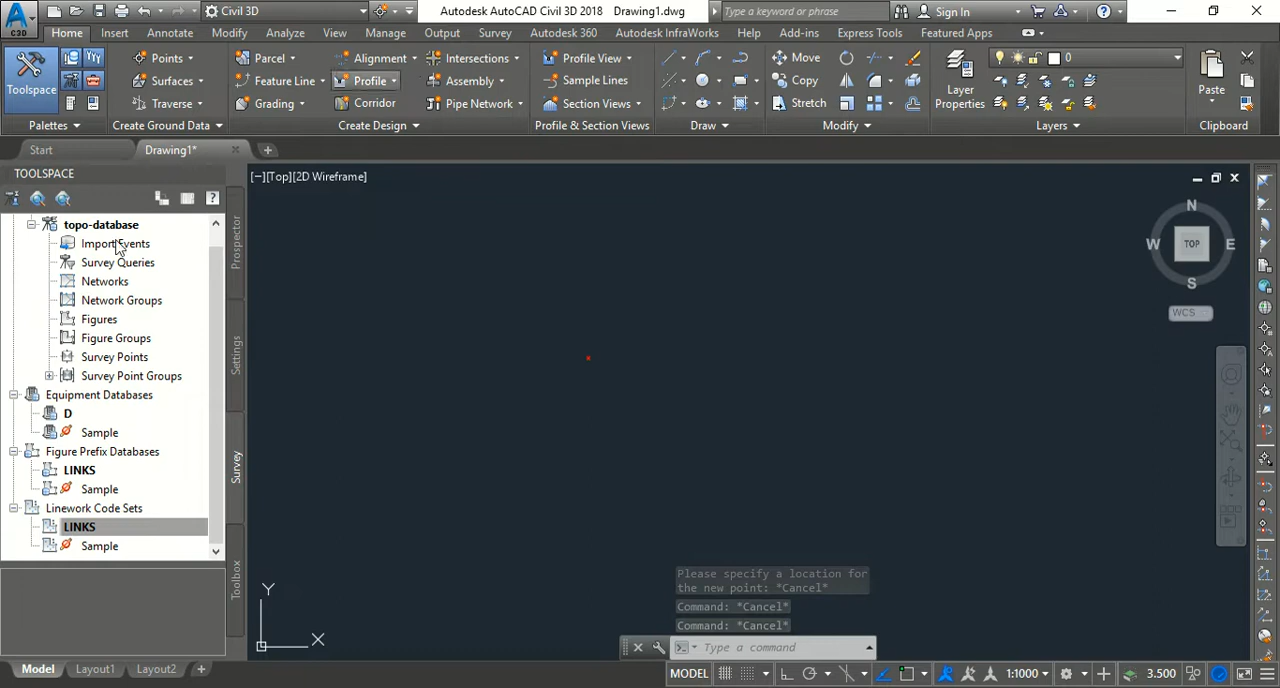 Civil 3D
Autodesk AutoCAD Civil 3D 2018 Drawing1.dwg
Type a keyword or phrase
Sign In
C3D
Home Insert Annotate Modify Analyze View Manage Output Survey Autodesk 360 Autodesk InfraWorks Help Add-ins Express Tools Featured Apps
Toolspace
Points
Surfaces
Traverse
Parcel
Feature Line
Grading
Alignment
Profile
Corridor
Intersections
Assembly
Pipe Network
Profile View
Sample Lines
Section Views
Move
Copy
Stretch
Layer
Properties
0
Paste
Palettes Create Ground Data Create Design Profile & Section Views Draw Modify Layers Clipboard
Start Drawing1*
TOOLSPACE
[−][Top][2D Wireframe]
topo-database
Import Events
Survey Queries
Networks
Network Groups
Figures
Figure Groups
Survey Points
Survey Point Groups
Equipment Databases
D
Sample
Figure Prefix Databases
LINKS
Sample
Linework Code Sets
LINKS
Sample
Prospector
Settings
Survey
Toolbox
N
W TOP E
S
WCS
Y
X
Please specify a location for
the new point: *Cancel*
Command: *Cancel*
Command: *Cancel*
Type a command
Model Layout1 Layout2
MODEL 1:1000 3.500